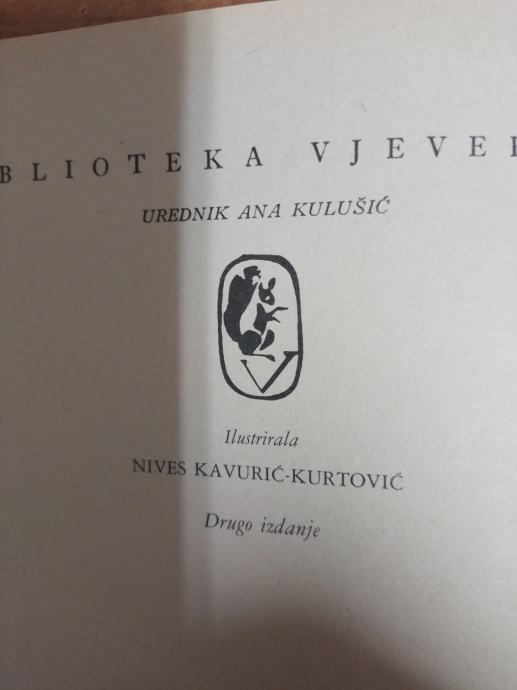 BLIOTEKA VJEVE
UREDNIK ANA KULUŠIĆ
V
Ilustrirala
NIVES KAVURIĆ-KURTOVIĆ
Drugo izdanje